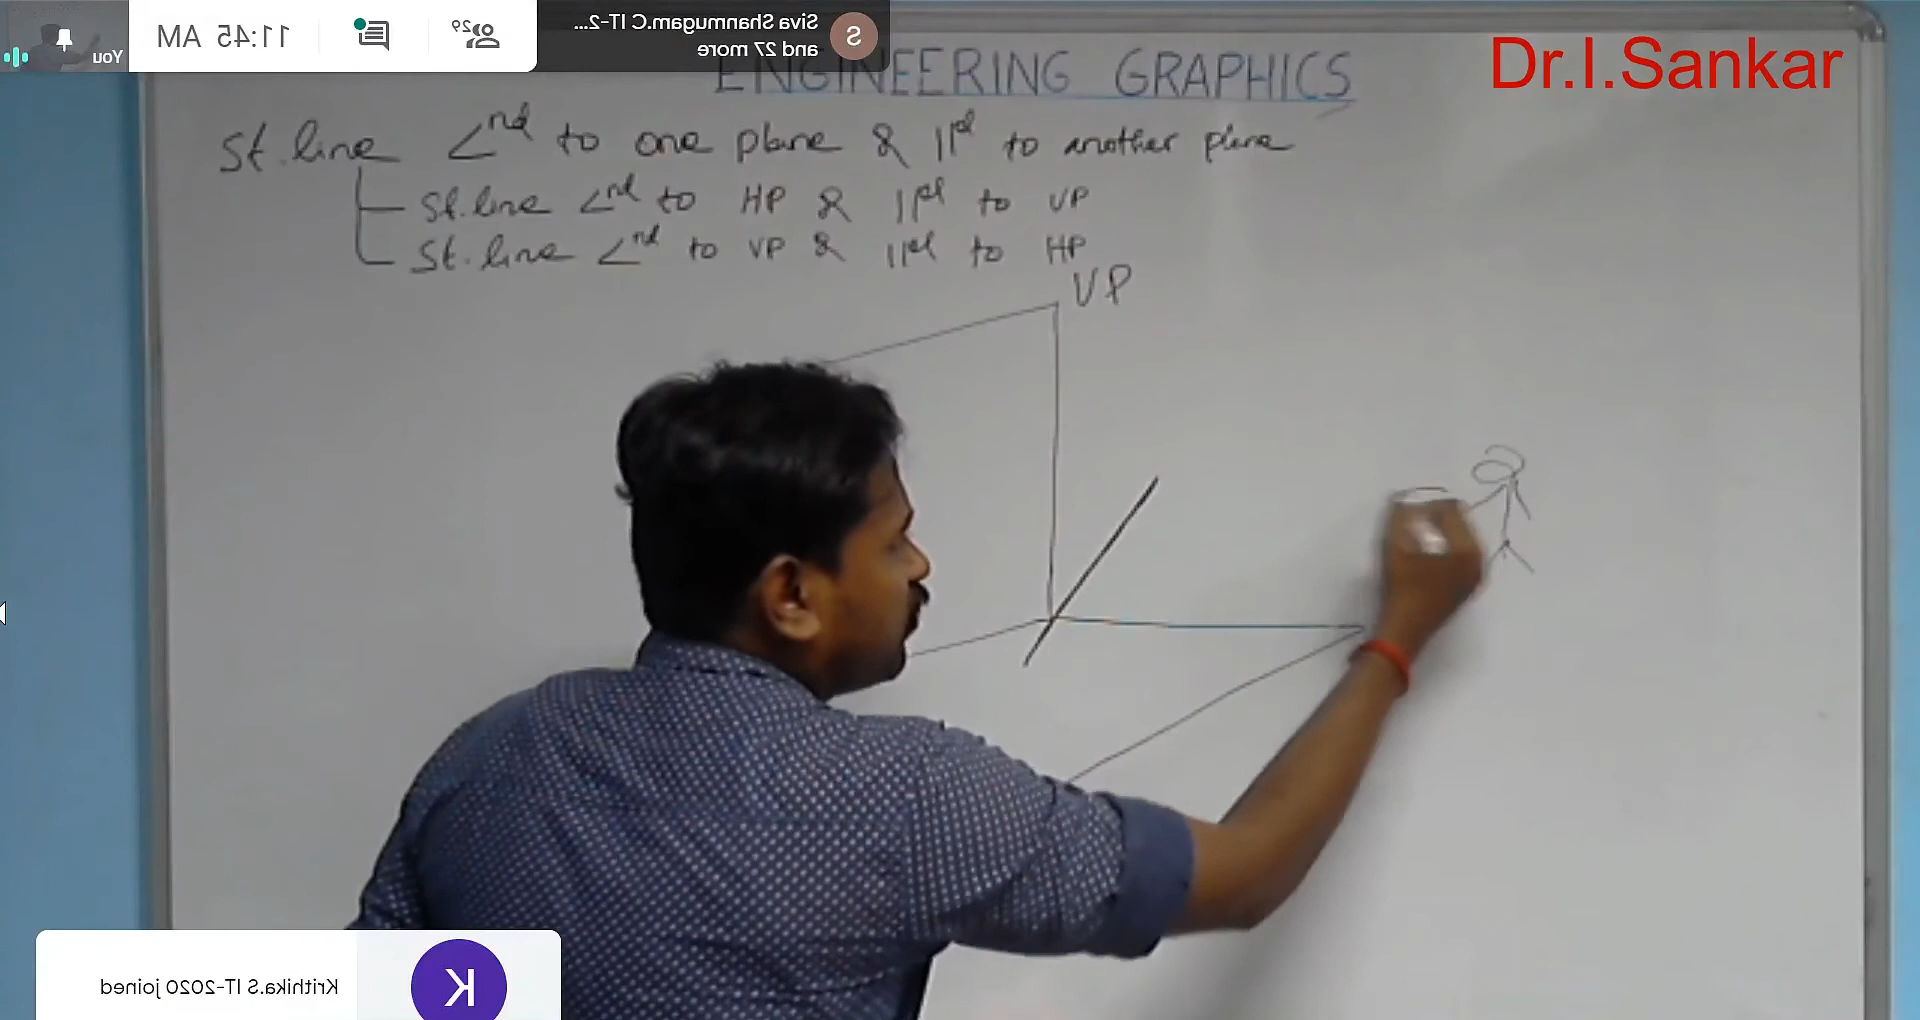 You
11:45 AM
29
Siva Shanmugam.C IT-2...
and 27 more
S
Dr.I.Sankar
ENGINEERING GRAPHICS
St. line ∠nd to one plane & ||el to another plane
St. line ∠nd to HP & ||el to VP
St. line ∠nd to VP & ||el to HP
VP
Krithika.S IT-2020 joined
K